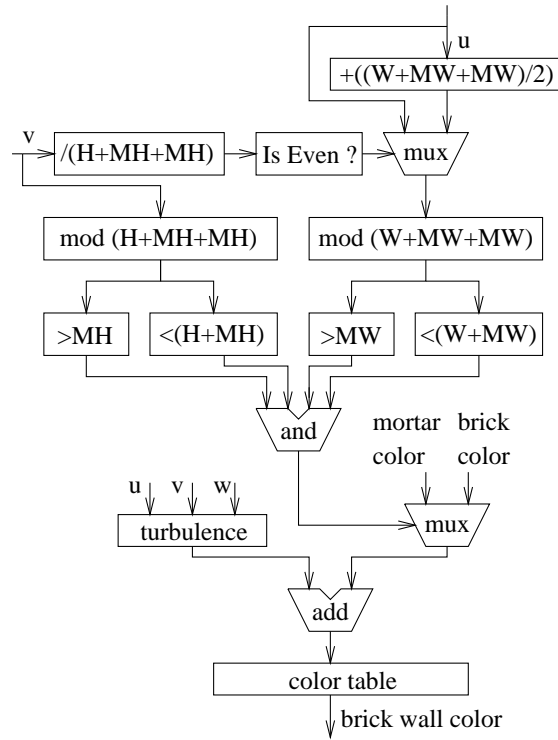 u
+((W+MW+MW)/2)
v
/(H+MH+MH)
Is Even ?
mux
mod (H+MH+MH)
mod (W+MW+MW)
>MH
<(H+MH)
>MW
<(W+MW)
and
mortar color
brick color
u
v
w
turbulence
mux
add
color table
brick wall color